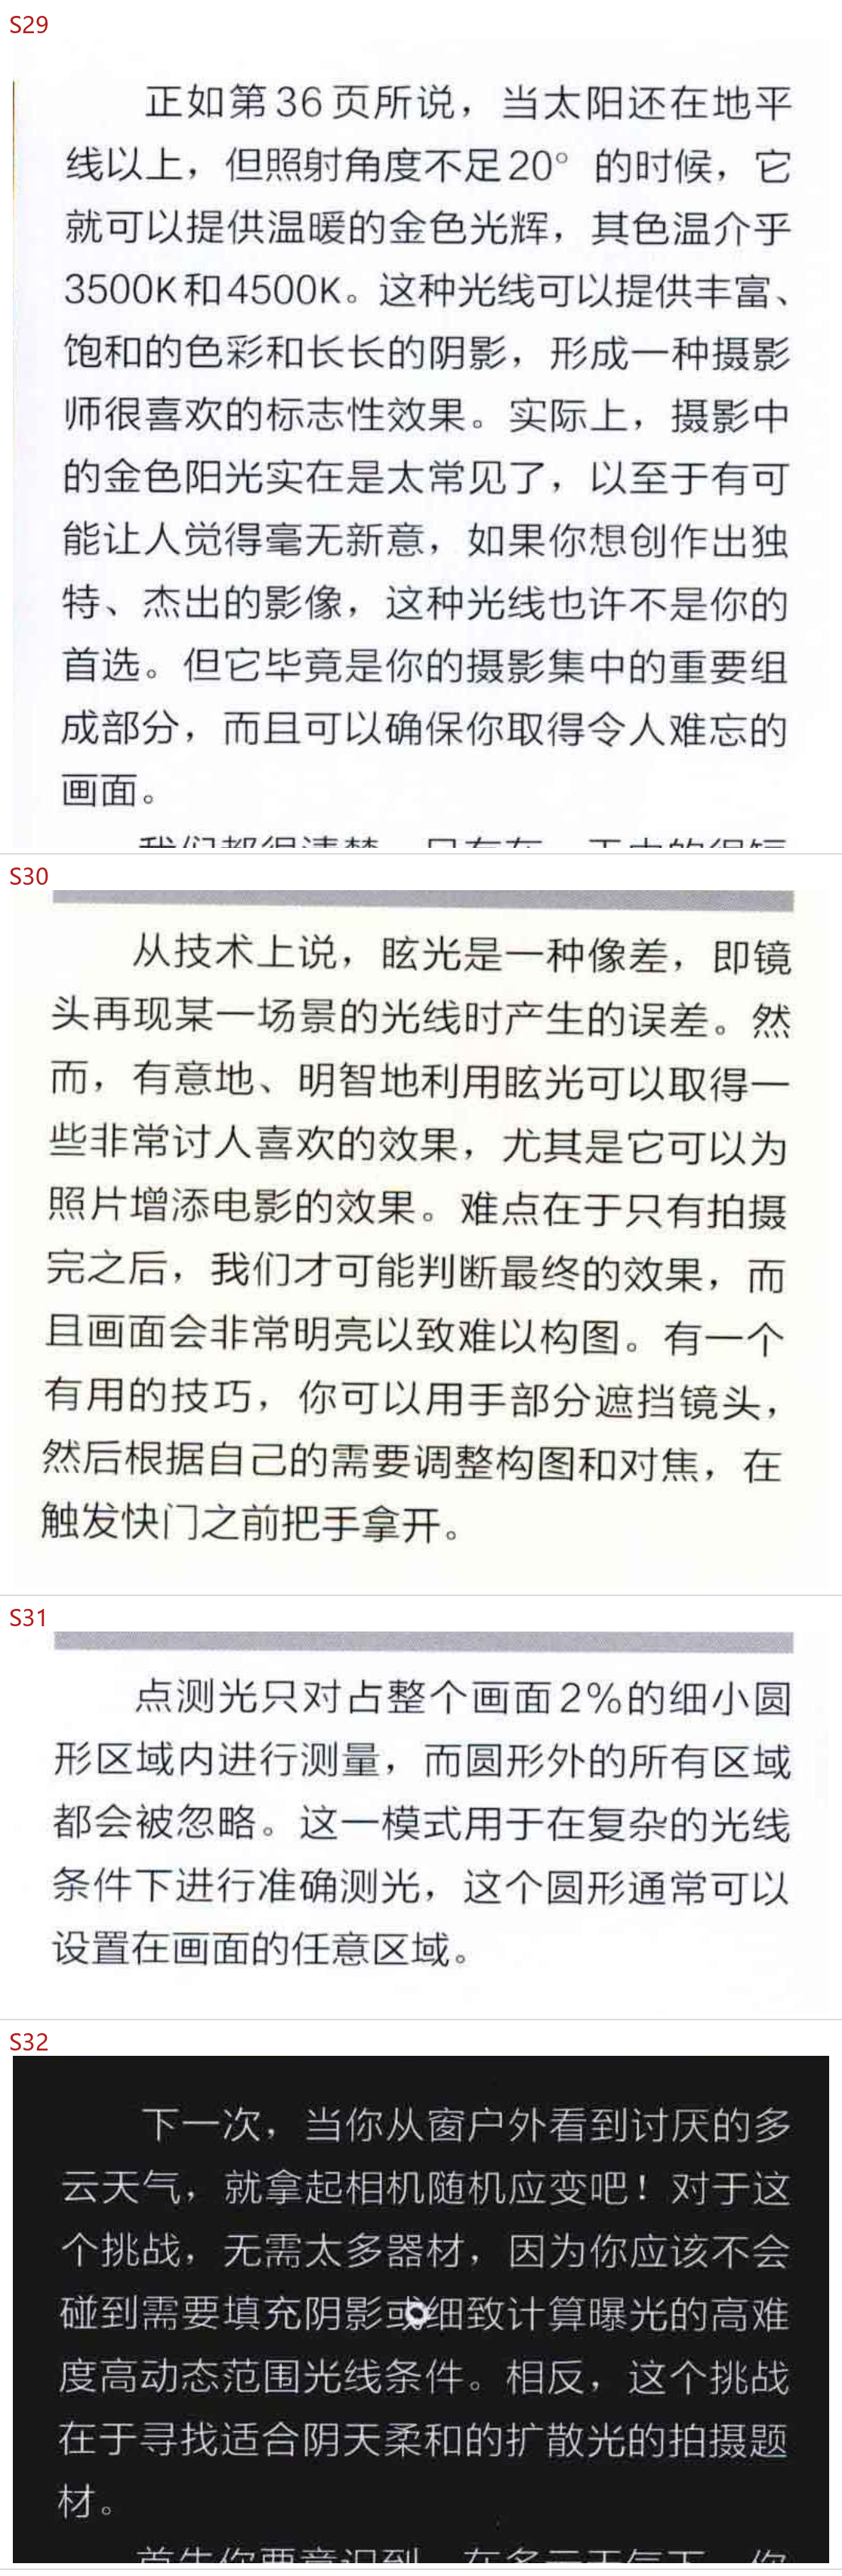 S29
正如第36页所说，当太阳还在地平
线以上，但照射角度不足20°的时候，它
就可以提供温暖的金色光辉，其色温介乎
3500K和4500K。这种光线可以提供丰富、
饱和的色彩和长长的阴影，形成一种摄影
师很喜欢的标志性效果。实际上，摄影中
的金色阳光实在是太常见了，以至于有可
能让人觉得毫无新意，如果你想创作出独
特、杰出的影像，这种光线也许不是你的
首选。但它毕竟是你的摄影集中的重要组
成部分，而且可以确保你取得令人难忘的
画面。
S30
从技术上说，眩光是一种像差，即镜
头再现某一场景的光线时产生的误差。然
而，有意地、明智地利用眩光可以取得一
些非常讨人喜欢的效果，尤其是它可以为
照片增添电影的效果。难点在于只有拍摄
完之后，我们才可能判断最终的效果，而
且画面会非常明亮以致难以构图。有一个
有用的技巧，你可以用手部分遮挡镜头，
然后根据自己的需要调整构图和对焦，在
触发快门之前把手拿开。
S31
点测光只对占整个画面2%的细小圆
形区域内进行测量，而圆形外的所有区域
都会被忽略。这一模式用于在复杂的光线
条件下进行准确测光，这个圆形通常可以
设置在画面的任意区域。
S32
下一次，当你从窗户外看到讨厌的多
云天气，就拿起相机随机应变吧！对于这
个挑战，无需太多器材，因为你应该不会
碰到需要填充阴影或细致计算曝光的高难
度高动态范围光线条件。相反，这个挑战
在于寻找适合阴天柔和的扩散光的拍摄题
材。